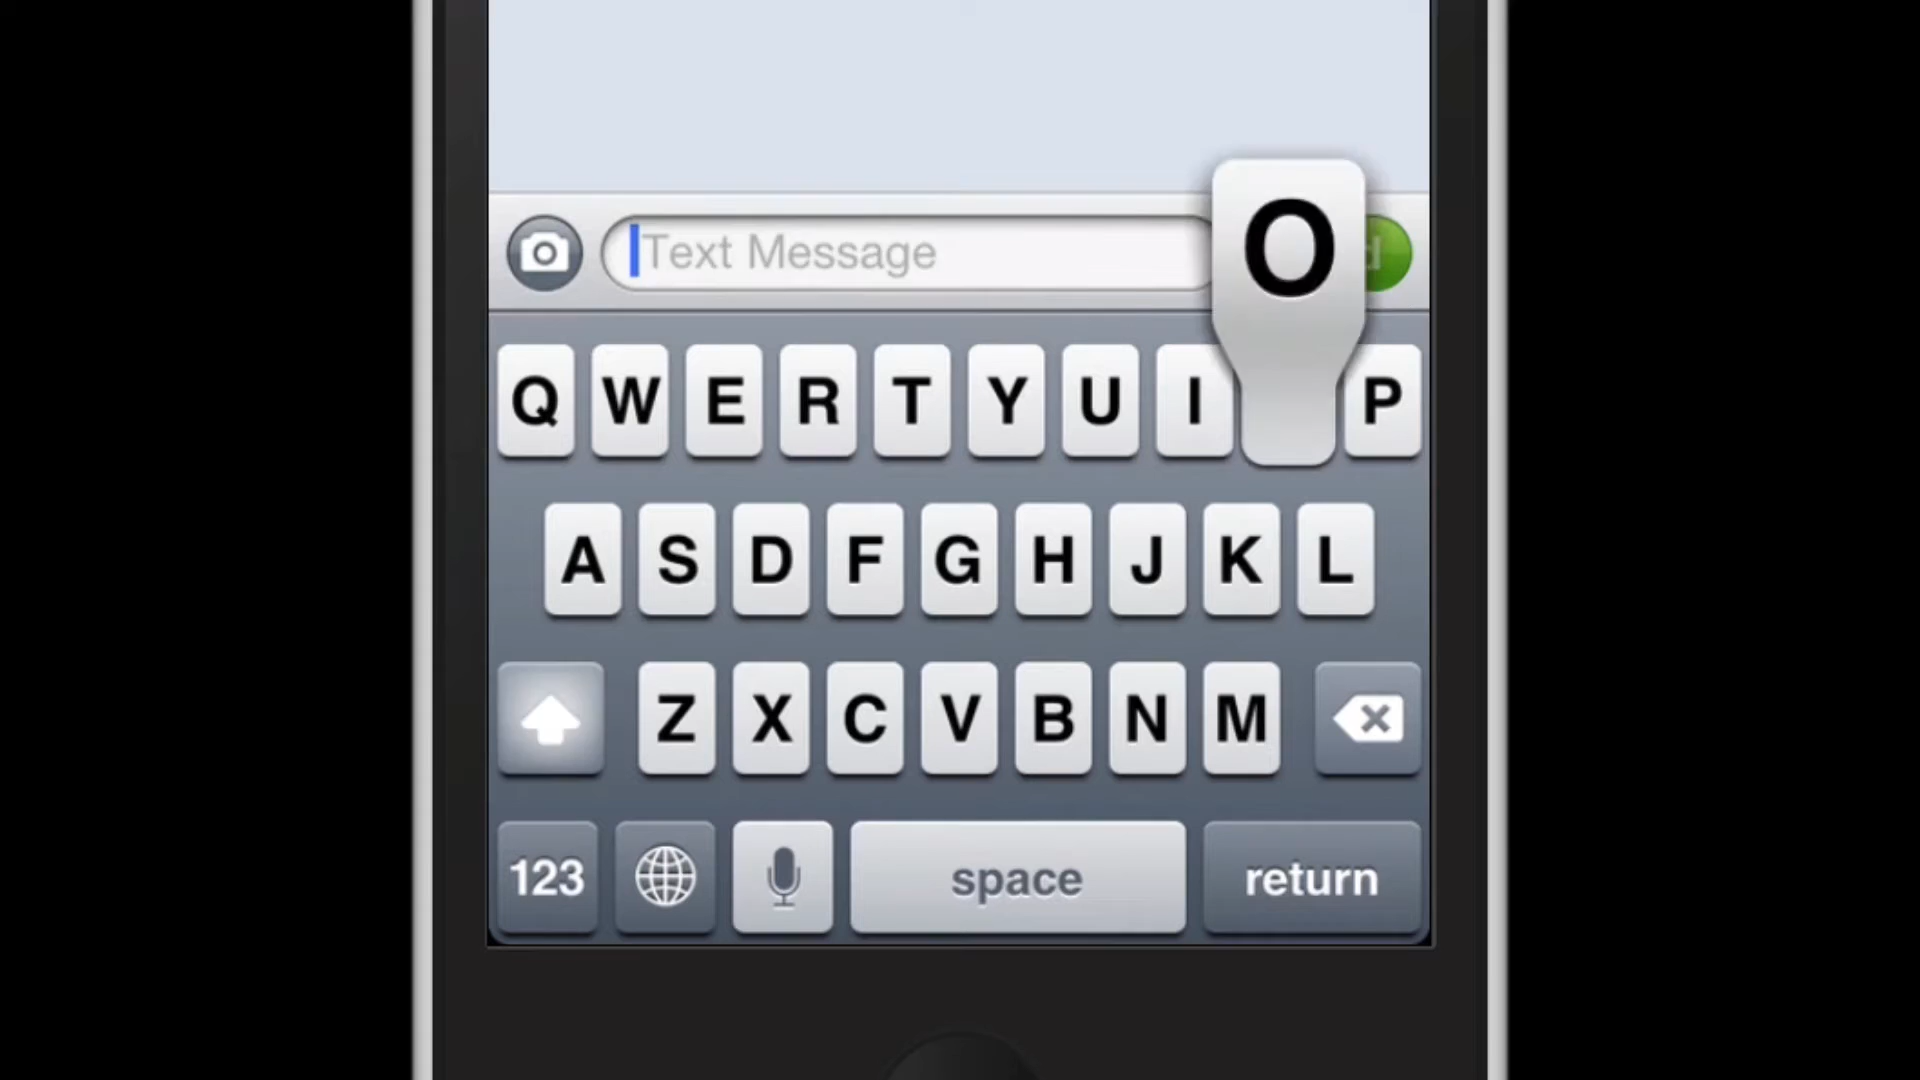 Text Message
O
d
Q W E R T Y U I P
A S D F G H J K L
Z X C V B N M
123 space return